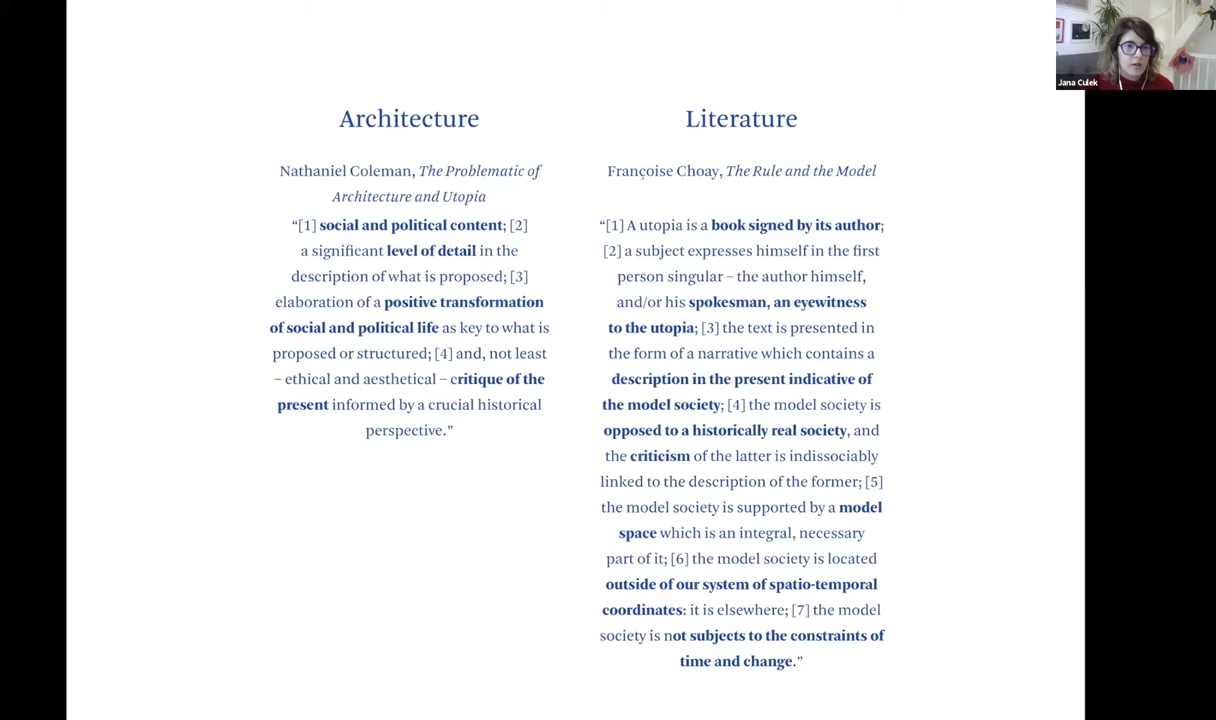 Architecture
Nathaniel Coleman, The Problematic of
Architecture and Utopia
“[1] social and political content; [2]
a significant level of detail in the
description of what is proposed; [3]
elaboration of a positive transformation
of social and political life as key to what is
proposed or structured; [4] and, not least
– ethical and aesthetical – critique of the
present informed by a crucial historical
perspective.”
Literature
Françoise Choay, The Rule and the Model
“[1] A utopia is a book signed by its author;
[2] a subject expresses himself in the first
person singular – the author himself,
and/or his spokesman, an eyewitness
to the utopia; [3] the text is presented in
the form of a narrative which contains a
description in the present indicative of
the model society; [4] the model society is
opposed to a historically real society, and
the criticism of the latter is indissociably
linked to the description of the former; [5]
the model society is supported by a model
space which is an integral, necessary
part of it; [6] the model society is located
outside of our system of spatio-temporal
coordinates: it is elsewhere; [7] the model
society is not subjects to the constraints of
time and change.”
Jana Culek